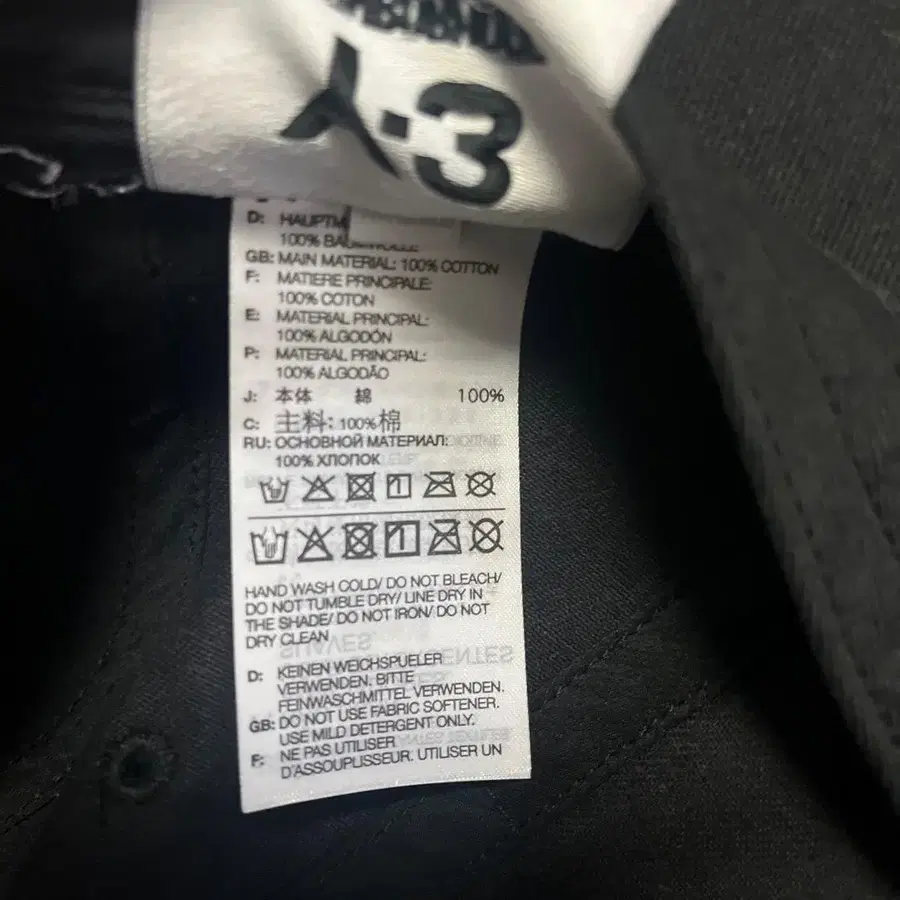 Y-3
D: HAUPTM
100%
GB: MAIN MATERIAL: 100% COTTON
F: MATIERE PRINCIPALE:
100% COTON
E: MATERIAL PRINCIPAL:
100% ALGODÓN
P: MATERIAL PRINCIPAL:
100% ALGODÃO
J: 本体 綿 100%
C: 主料: 100% 棉
RU: ОСНОВНОЙ МАТЕРИАЛ:
100% ХЛОПОК
HAND WASH COLD/ DO NOT BLEACH/
DO NOT TUMBLE DRY/ LINE DRY IN
THE SHADE/ DO NOT IRON/ DO NOT
DRY CLEAN
D: KEINEN WEICHSPUELER
VERWENDEN. BITTE
FEINWASCHMITTEL VERWENDEN.
GB: DO NOT USE FABRIC SOFTENER.
USE MILD DETERGENT ONLY.
F: NE PAS UTILISER
D'ASSOUPLISSEUR. UTILISER UN